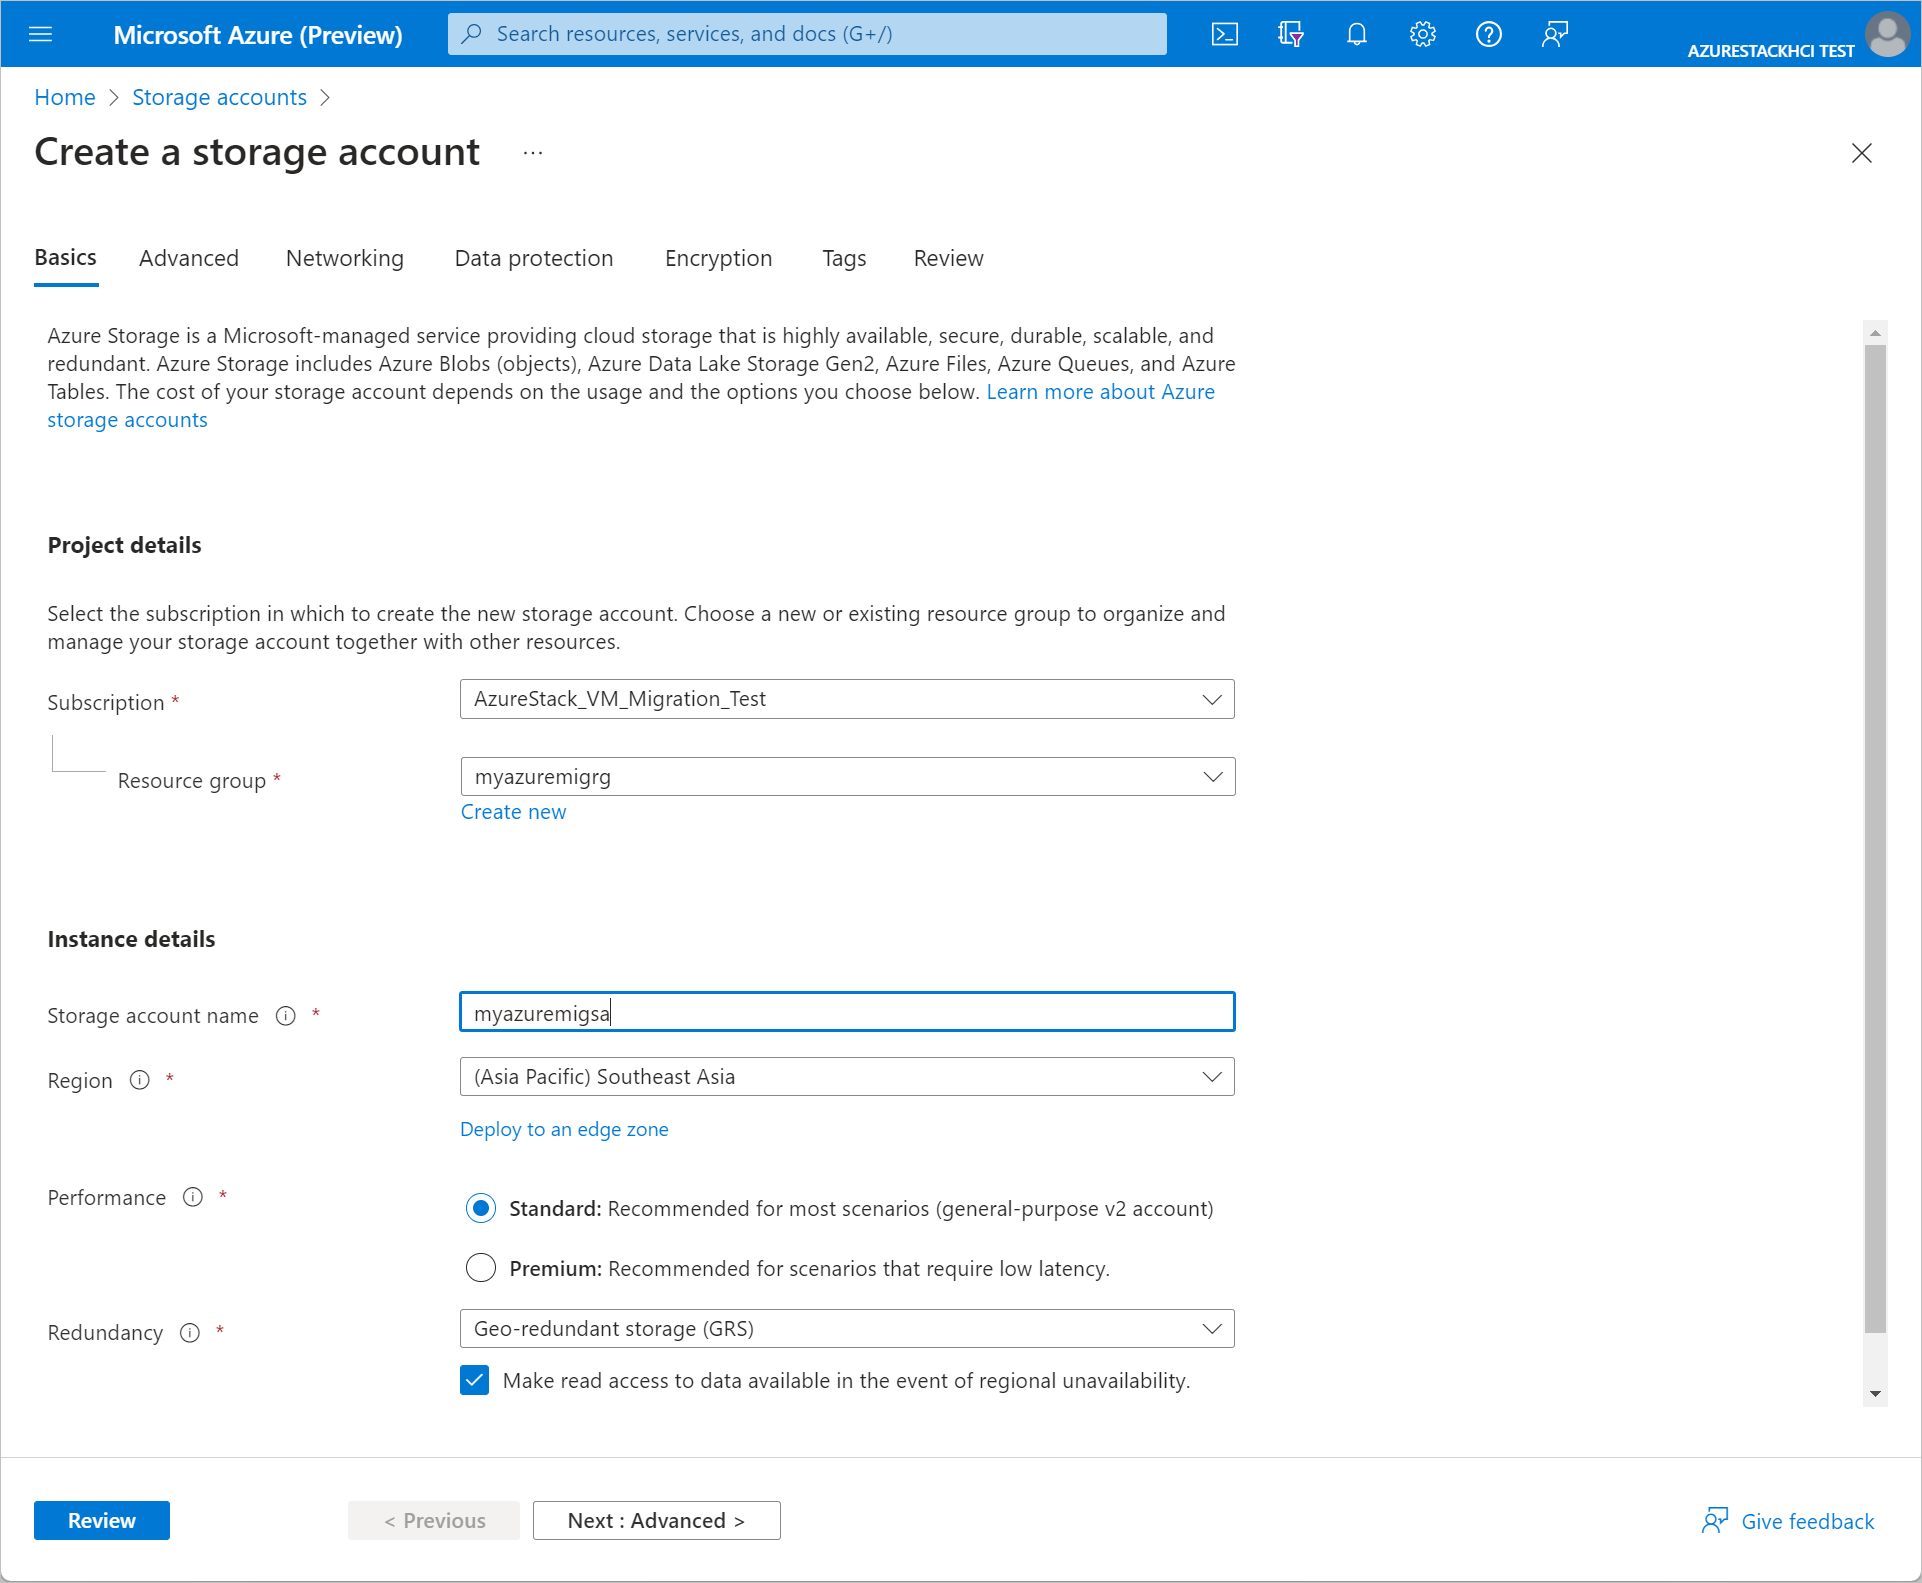 Microsoft Azure (Preview)
Search resources, services, and docs (G+/)
AZURESTACKHCI TEST
Home > Storage accounts >
Create a storage account ...
Basics Advanced Networking Data protection Encryption Tags Review
Azure Storage is a Microsoft-managed service providing cloud storage that is highly available, secure, durable, scalable, and
redundant. Azure Storage includes Azure Blobs (objects), Azure Data Lake Storage Gen2, Azure Files, Azure Queues, and Azure
Tables. The cost of your storage account depends on the usage and the options you choose below. Learn more about Azure
storage accounts
Project details
Select the subscription in which to create the new storage account. Choose a new or existing resource group to organize and
manage your storage account together with other resources.
Subscription *
AzureStack_VM_Migration_Test
Resource group *
myazuremigrg
Create new
Instance details
Storage account name *
myazuremigsa
Region *
(Asia Pacific) Southeast Asia
Deploy to an edge zone
Performance *
Standard: Recommended for most scenarios (general-purpose v2 account)
Premium: Recommended for scenarios that require low latency.
Redundancy *
Geo-redundant storage (GRS)
Make read access to data available in the event of regional unavailability.
Review
< Previous
Next : Advanced >
Give feedback